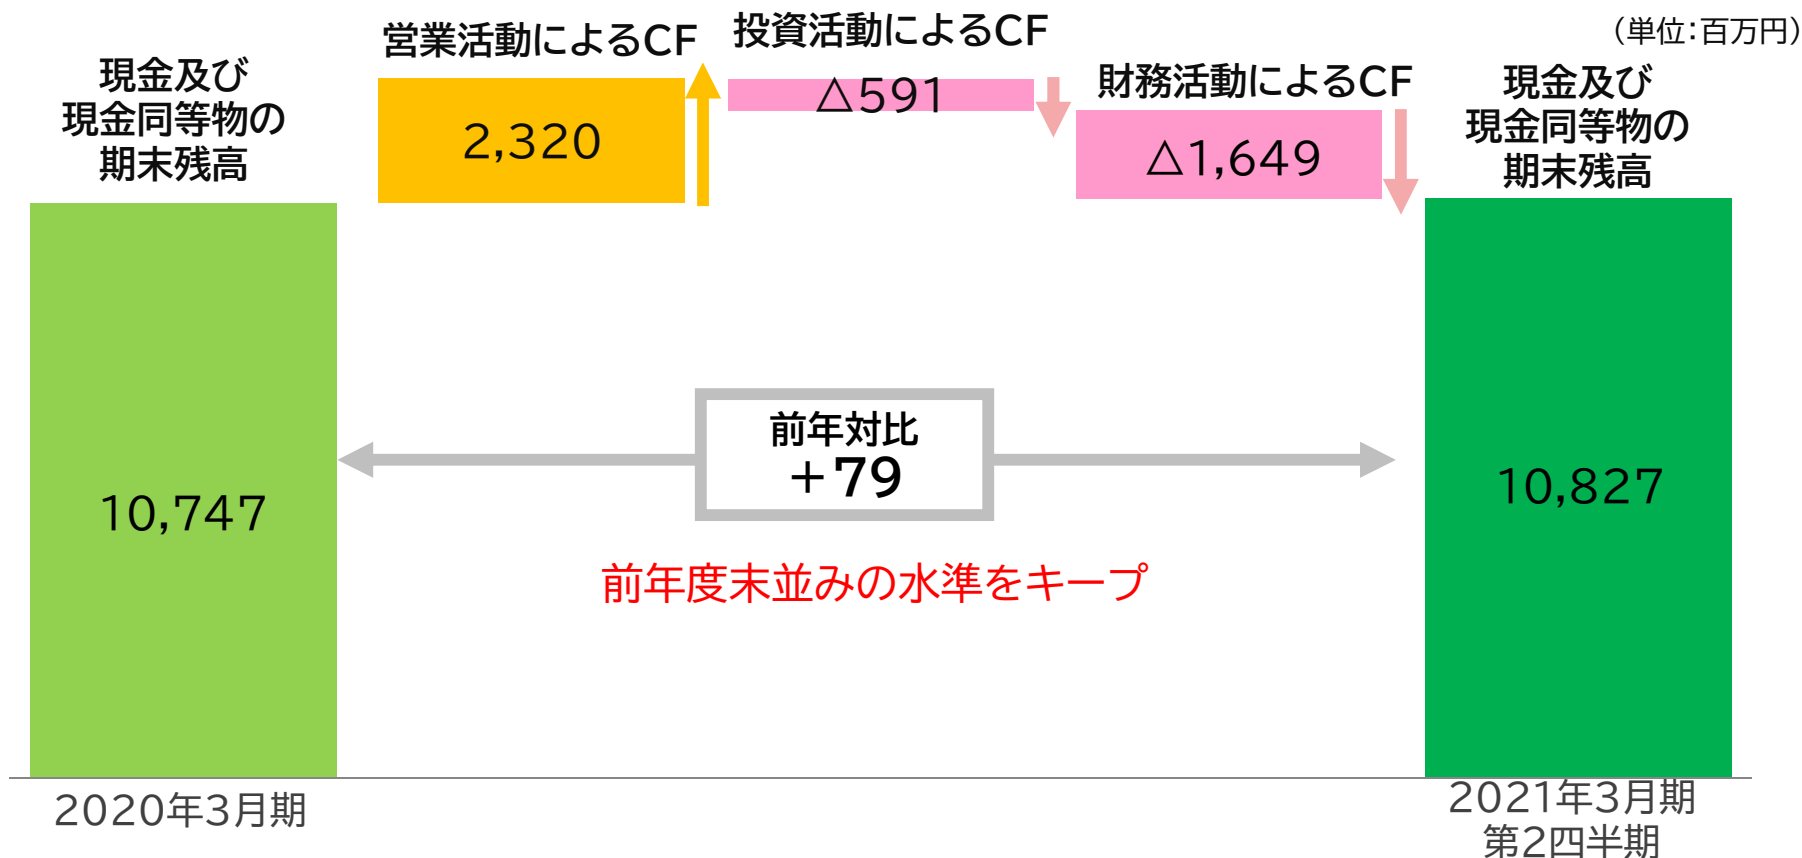 (単位:百万円)
現金及び
現金同等物の
期末残高
営業活動によるCF
2,320
投資活動によるCF
△591
財務活動によるCF
△1,649
現金及び
現金同等物の
期末残高
10,747
前年対比
+79
10,827
前年度末並みの水準をキープ
2020年3月期
2021年3月期
第2四半期